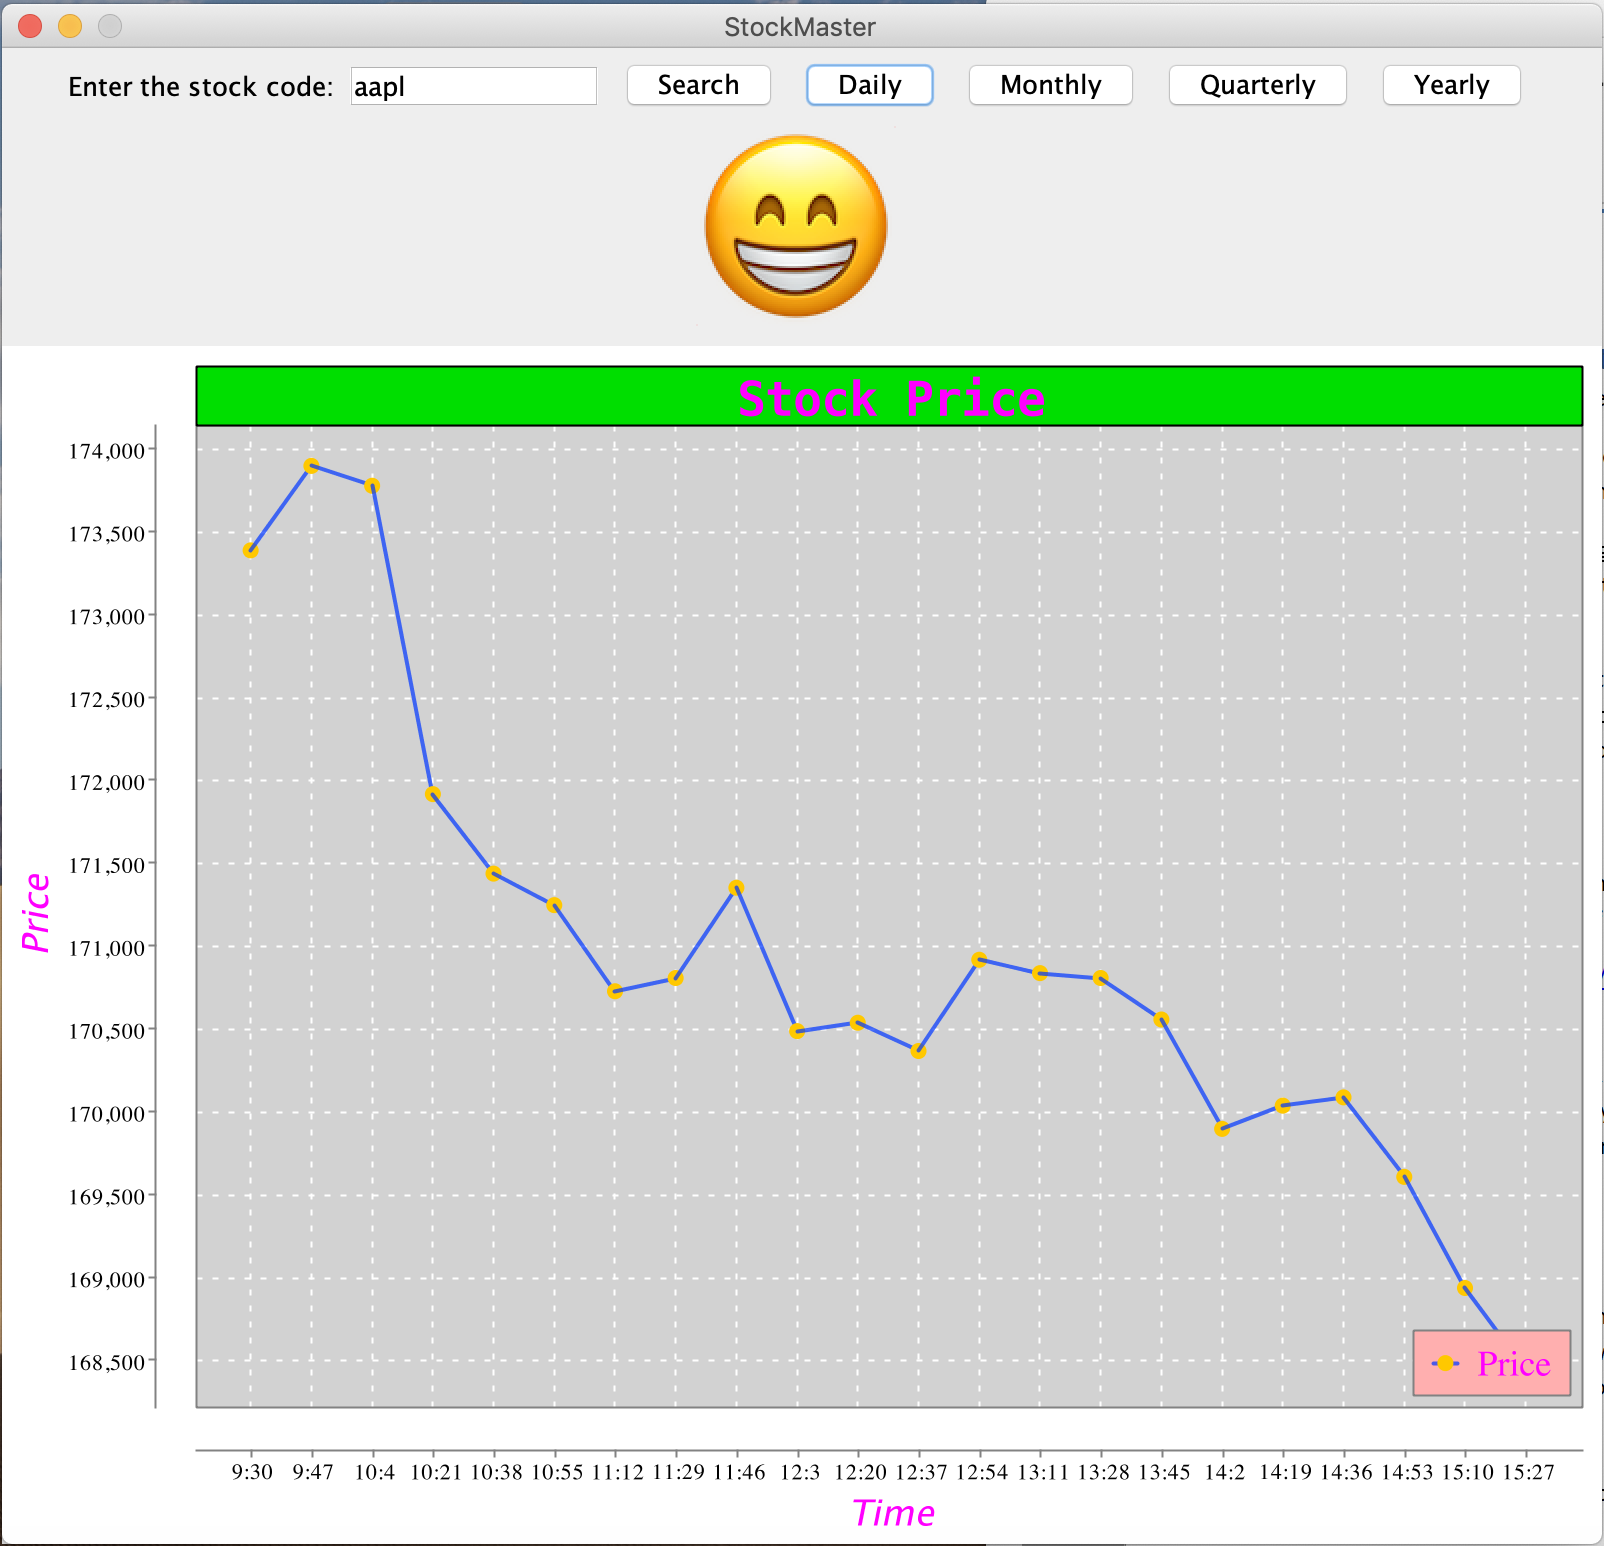 StockMaster
Enter the stock code: aapl Search Daily Monthly Quarterly Yearly
Stock Price
174,000
173,500
173,000
172,500
172,000
171,500
171,000
170,500
170,000
169,500
169,000
168,500
Price
Price
9:30 9:47 10:4 10:21 10:38 10:55 11:12 11:29 11:46 12:3 12:20 12:37 12:54 13:11 13:28 13:45 14:2 14:19 14:36 14:53 15:10 15:27
Time